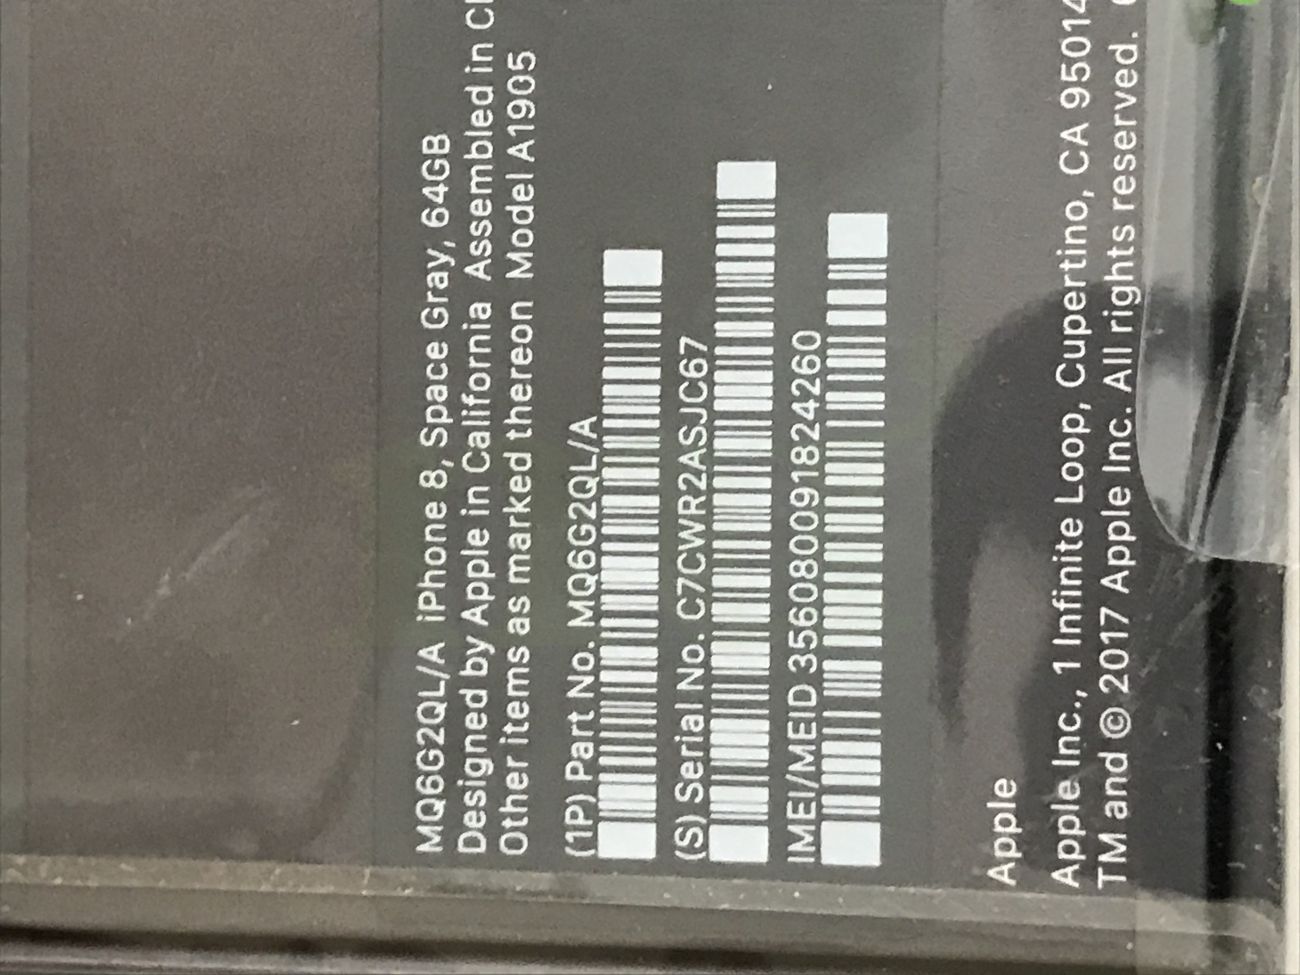 MQ6G2QL/A iPhone 8, Space Gray, 64GB
Designed by Apple in California Assembled in
Other items as marked thereon Model A1905
(1P) Part No. MQ6G2QL/A
(S) Serial No. C7CWR2ASJC67
IMEI/MEID 356080091824260
Apple
Apple Inc., 1 Infinite Loop, Cupertino, CA 95014
TM and © 2017 Apple Inc. All rights reserved.